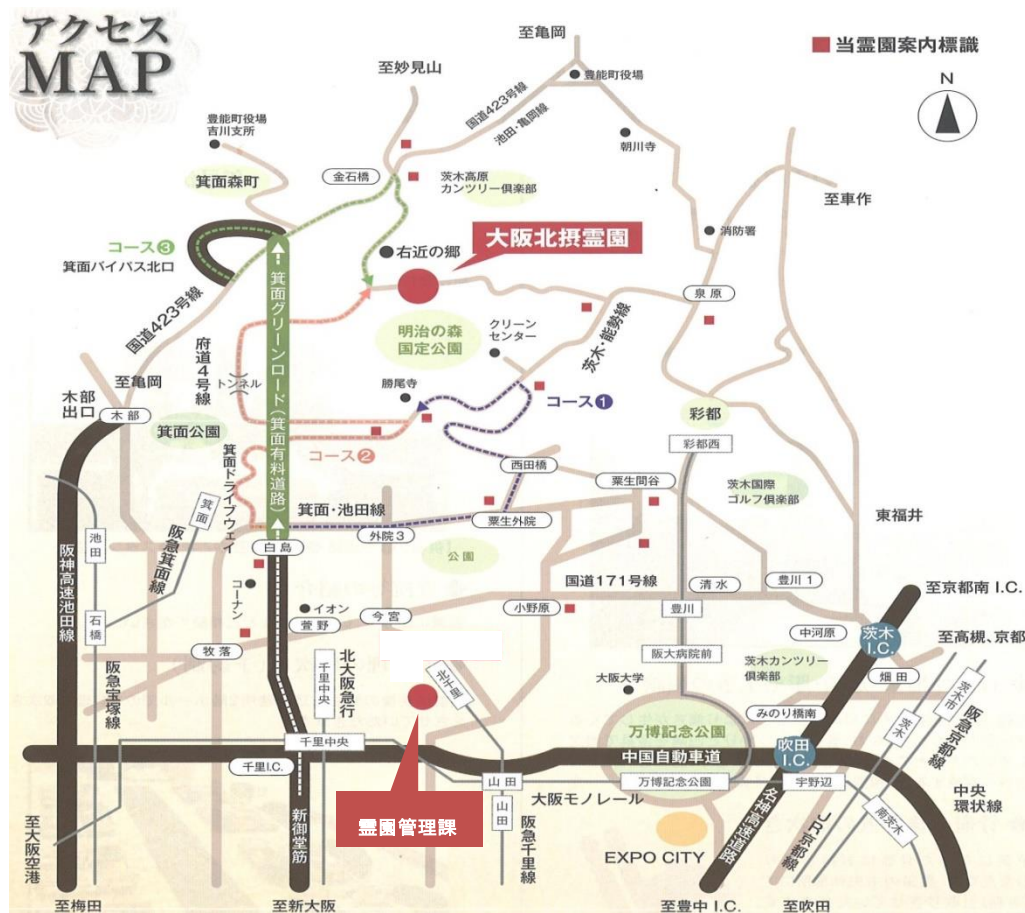 アクセス
MAP
至亀岡
当霊園案内標識
N
至妙見山
豊能町役場
国道423号線
池田・亀岡線
豊能町役場
吉川支所
朝川寺
箕面森町
金石橋
茨木高原
カンツリー倶楽部
至車作
コース❸
箕面バイパス北口
右近の郷
大阪北摂霊園
消防署
泉原
国道423号線
府道4号線
箕面グリーンロード(箕面有料道路)
明治の森
国定公園
クリーン
センター
茨木・能勢線
至亀岡
トンネル
勝尾寺
コース❶
木部
出口
木部
箕面公園
コース❷
彩都
彩都西
箕面ドライブウェイ
西田橋
粟生間谷
茨木国際
ゴルフ倶楽部
箕面・池田線
箕面
池田
阪急箕面線
白島
外院3
粟生外院
公園
東福井
阪神高速池田線
石橋
コーナン
イオン
萱野
今宮
小野原
国道171号線
清水
豊川1
豊川
至京都南 I.C.
牧落
中河原
茨木
I.C.
至高槻、京都
阪急宝塚線
北大阪急行
千里中央
北千里
阪大病院前
大阪大学
茨木カンツリー
倶楽部
畑田
茨木市
茨木
阪急京都線
みのり橋南
万博記念公園
千里中央
中国自動車道
吹田
I.C.
千里I.C.
山田
山田
万博記念公園
宇野辺
大阪モノレール
中央
環状線
南茨木
霊園管理課
新御堂筋
阪急千里線
名神高速道路
JR京都線
至大阪空港
EXPO CITY
至梅田
至新大阪
至豊中 I.C.
至吹田